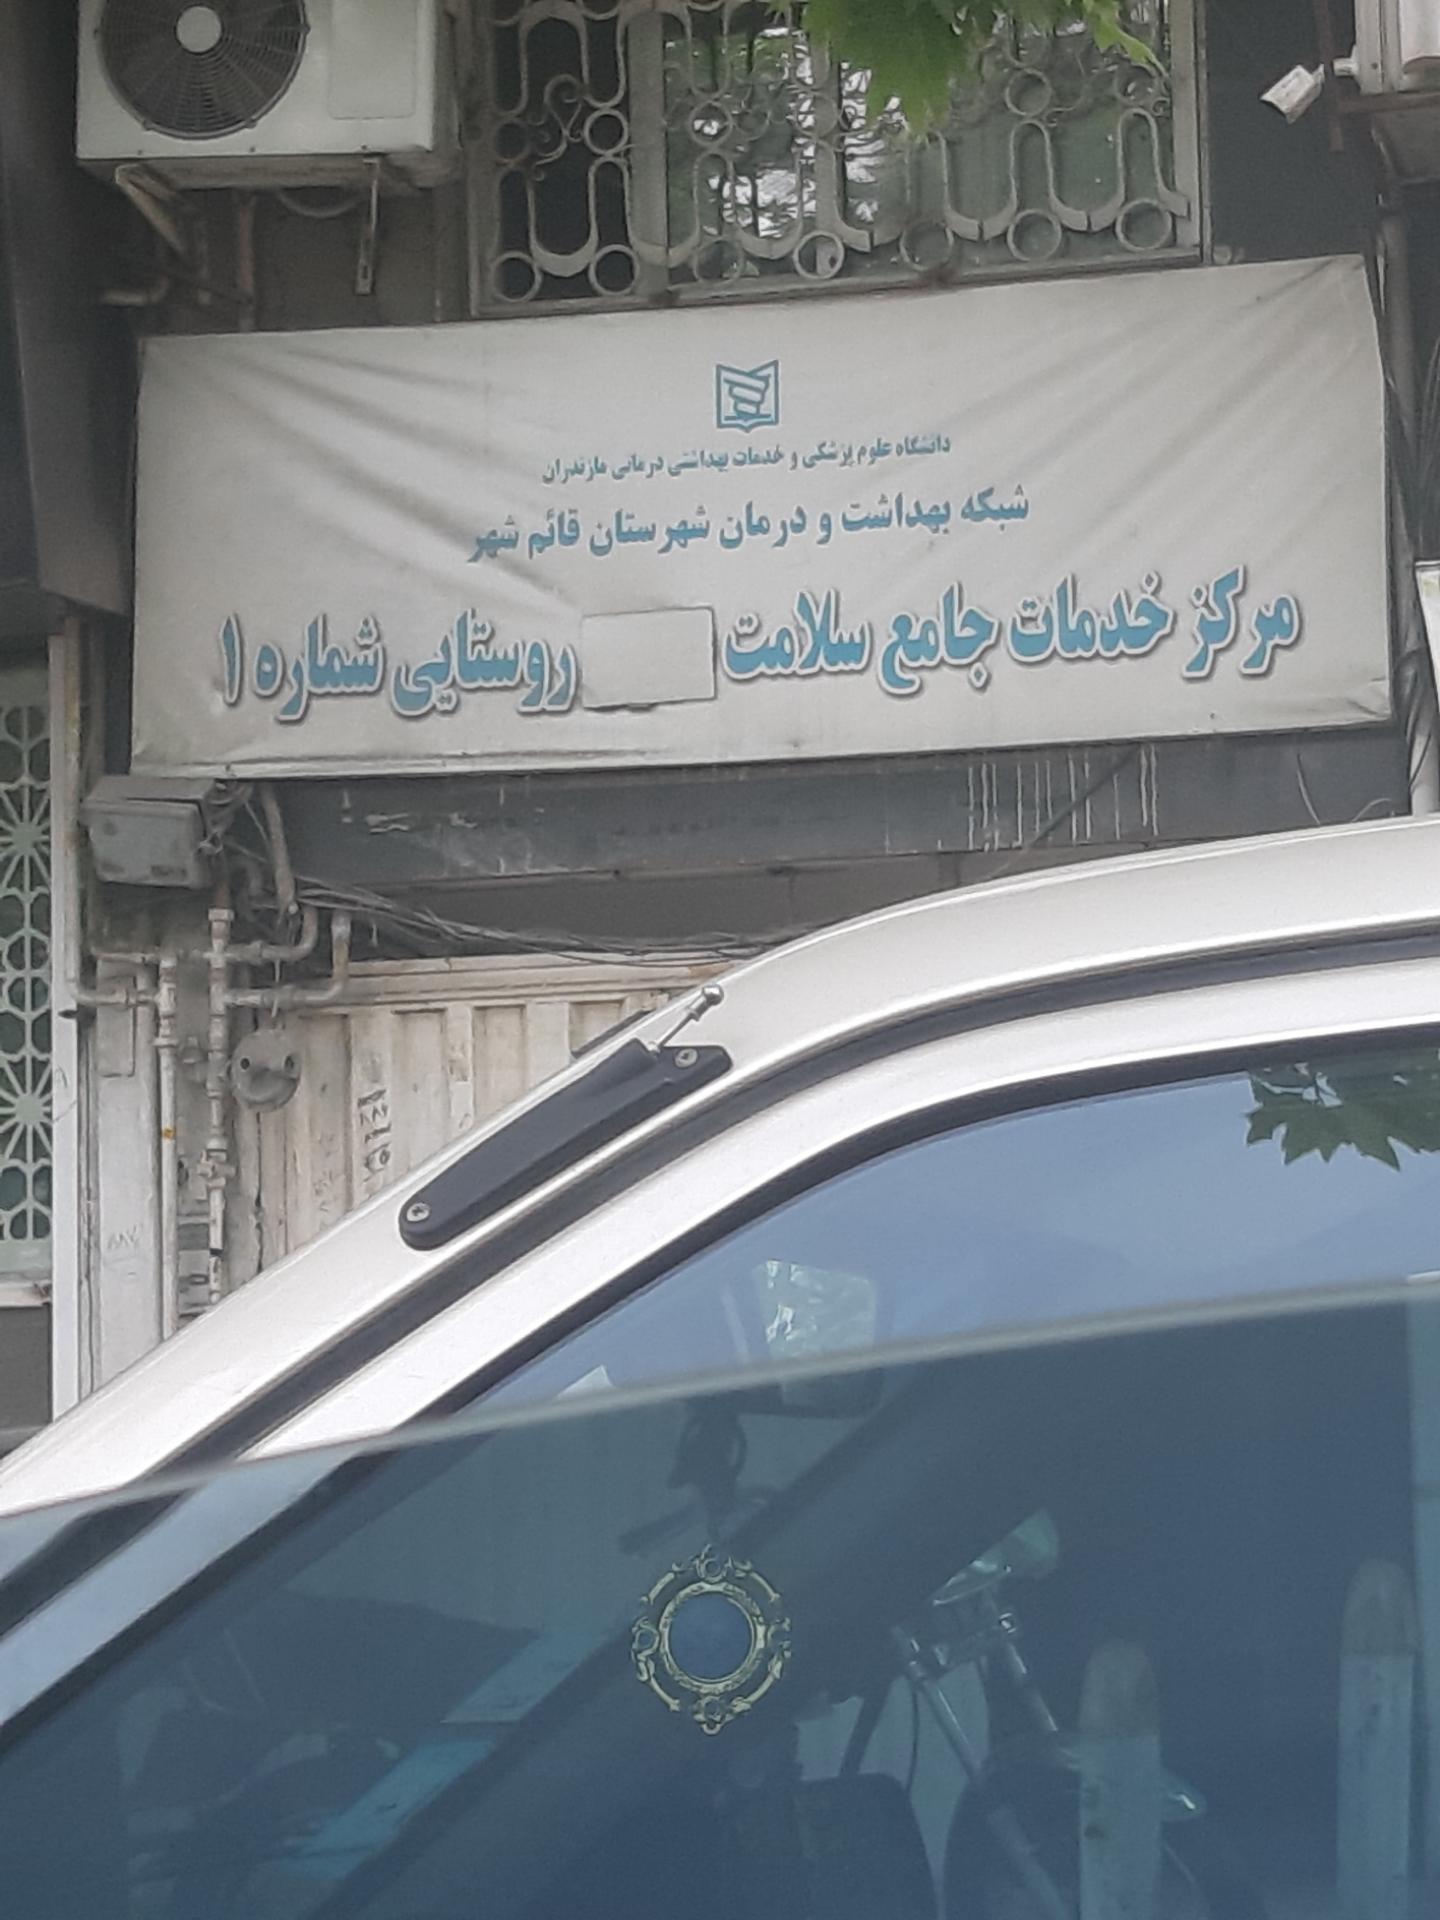 دانشگاه علوم پزشکی و خدمات بهداشتی درمانی مازندران
شبکه بهداشت و درمان شهرستان قائم شهر
مرکز خدمات جامع سلامت روستایی شماره ۱